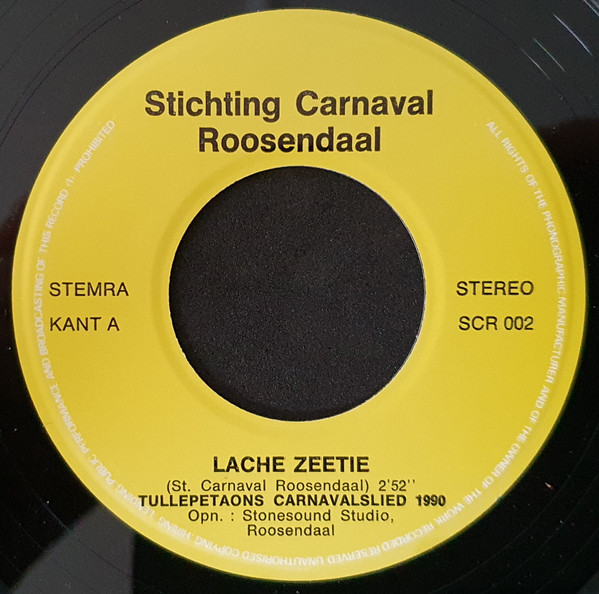 Stichting Carnaval
Roosendaal
STEMRA
STEREO
KANT A
SCR 002
LACHE ZEETIE
(St. Carnaval Roosendaal) 2'52''
TULLEPETAONS CARNAVALSLIED 1990
Opn. : Stonesound Studio,
Roosendaal
ALL RIGHTS OF THE PHONOGRAPHIC MANUFACTURER AND OF THE OWNER OF THE WORK RECORDED RESERVED UNAUTHORISED COPYING HIRING LENDING PUBLIC PERFORMANCE AND BROADCASTING OF THIS RECORD PROHIBITED